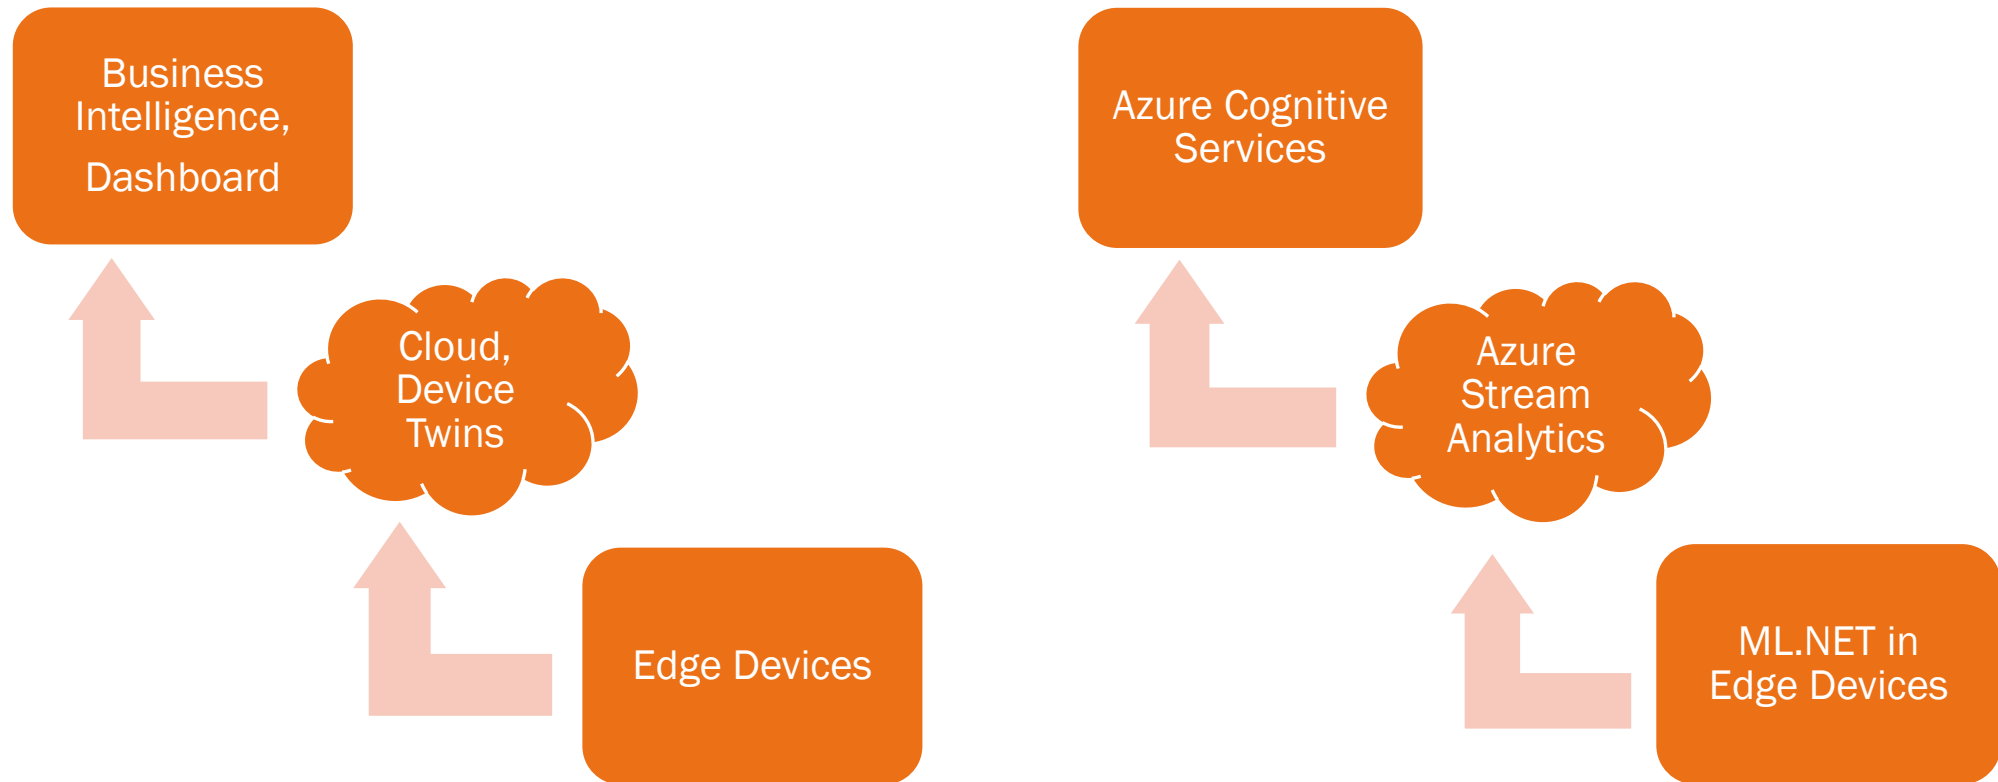 Business
Intelligence,
Dashboard
Cloud,
Device
Twins
Edge Devices
Azure Cognitive
Services
Azure
Stream
Analytics
ML.NET in
Edge Devices